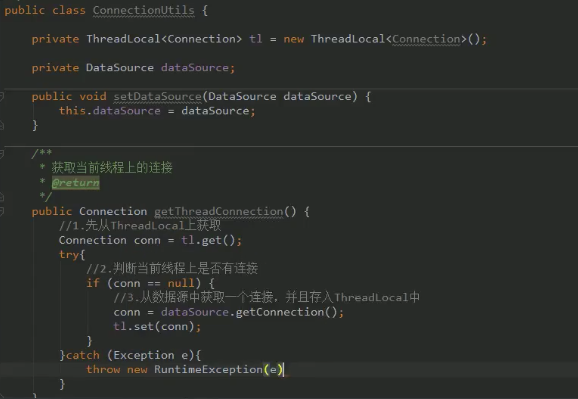 public class ConnectionUtils {
private ThreadLocal<Connection> tl = new ThreadLocal<Connection>();
private DataSource dataSource;
public void setDataSource(DataSource dataSource) {
this.dataSource = dataSource;
}
/**
* 获取当前线程上的连接
* @return
*/
public Connection getThreadConnection() {
//1.先从ThreadLocal上获取
Connection conn = tl.get();
try{
//2.判断当前线程上是否有连接
if (conn == null) {
//3.从数据源中获取一个连接，并且存入ThreadLocal中
conn = dataSource.getConnection();
tl.set(conn);
}
}catch (Exception e){
throw new RuntimeException(e)
}
}